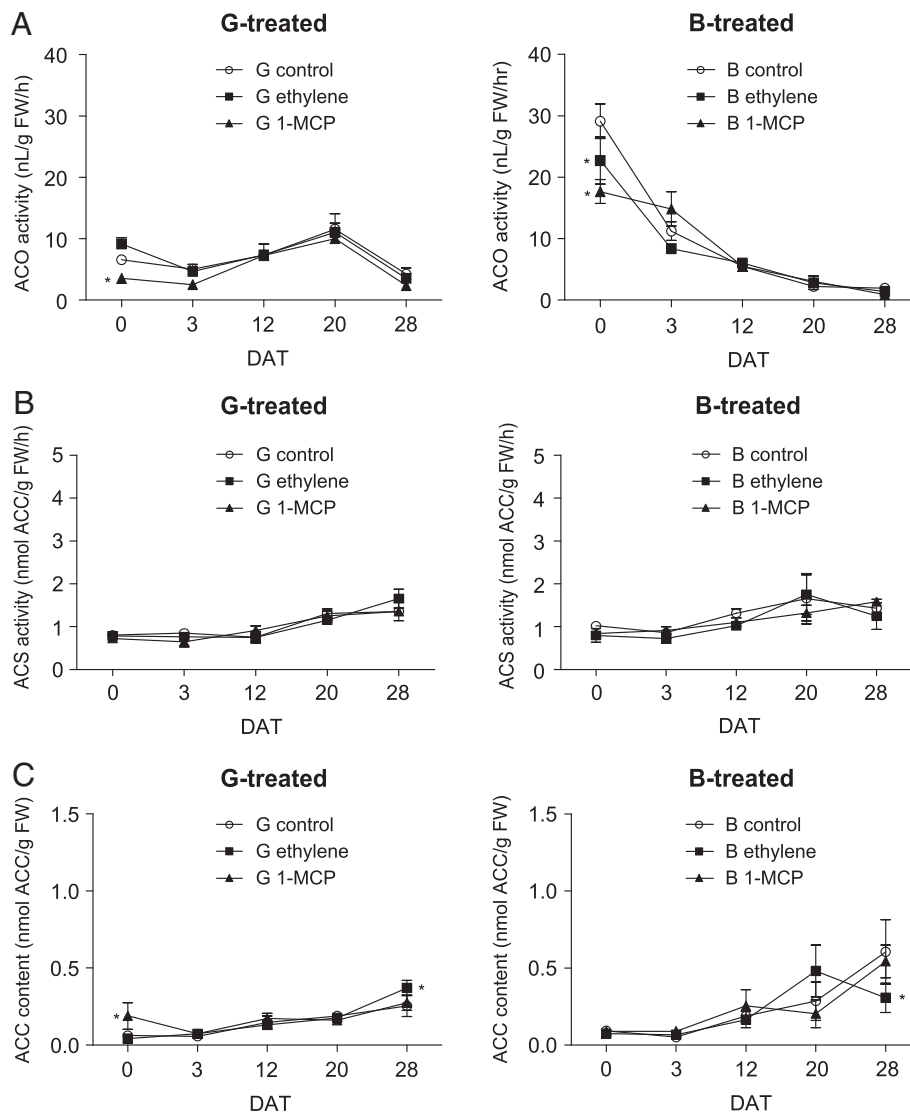 A
G-treated
B-treated
ACO activity (nL/g FW/h)
40
30
20
10
0
G control
G ethylene
G 1-MCP
*
0 3 12 20 28
DAT
ACO activity (nL/g FW/hr)
40
30
20
10
0
B control
B ethylene
B 1-MCP
*
*
0 3 12 20 28
DAT
B
G-treated
B-treated
ACS activity (nmol ACC/g FW/h)
5
4
3
2
1
0
G control
G ethylene
G 1-MCP
0 3 12 20 28
DAT
ACS activity (nmol ACC/g FW/h)
5
4
3
2
1
0
B control
B ethylene
B 1-MCP
0 3 12 20 28
DAT
C
G-treated
B-treated
ACC content (nmol ACC/g FW)
1.5
1.0
0.5
0.0
G control
G ethylene
G 1-MCP
*
*
0 3 12 20 28
DAT
ACC content (nmol ACC/g FW)
1.5
1.0
0.5
0.0
B control
B ethylene
B 1-MCP
*
0 3 12 20 28
DAT